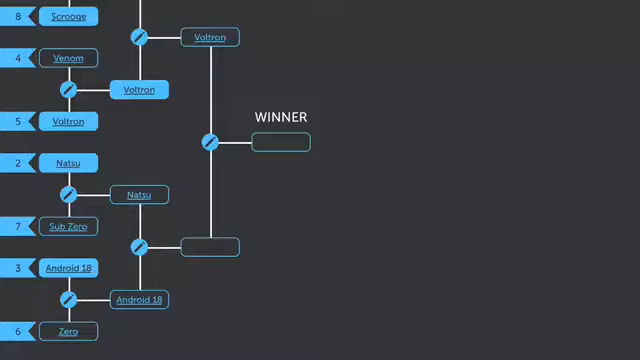 8 Scrooge
Voltron
4 Venom
Voltron
5 Voltron
WINNER
2 Natsu
Natsu
7 Sub Zero
3 Android 18
Android 18
6 Zero